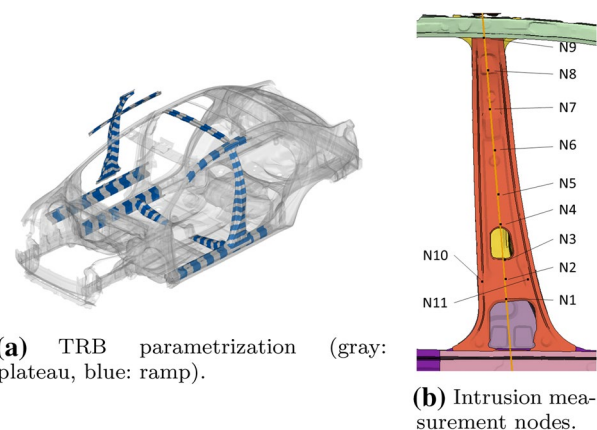 N9
N8
N7
N6
N5
N4
N3
N10
N2
N11
N1
(a) TRB parametrization (gray:
plateau, blue: ramp).
(b) Intrusion mea-
surement nodes.